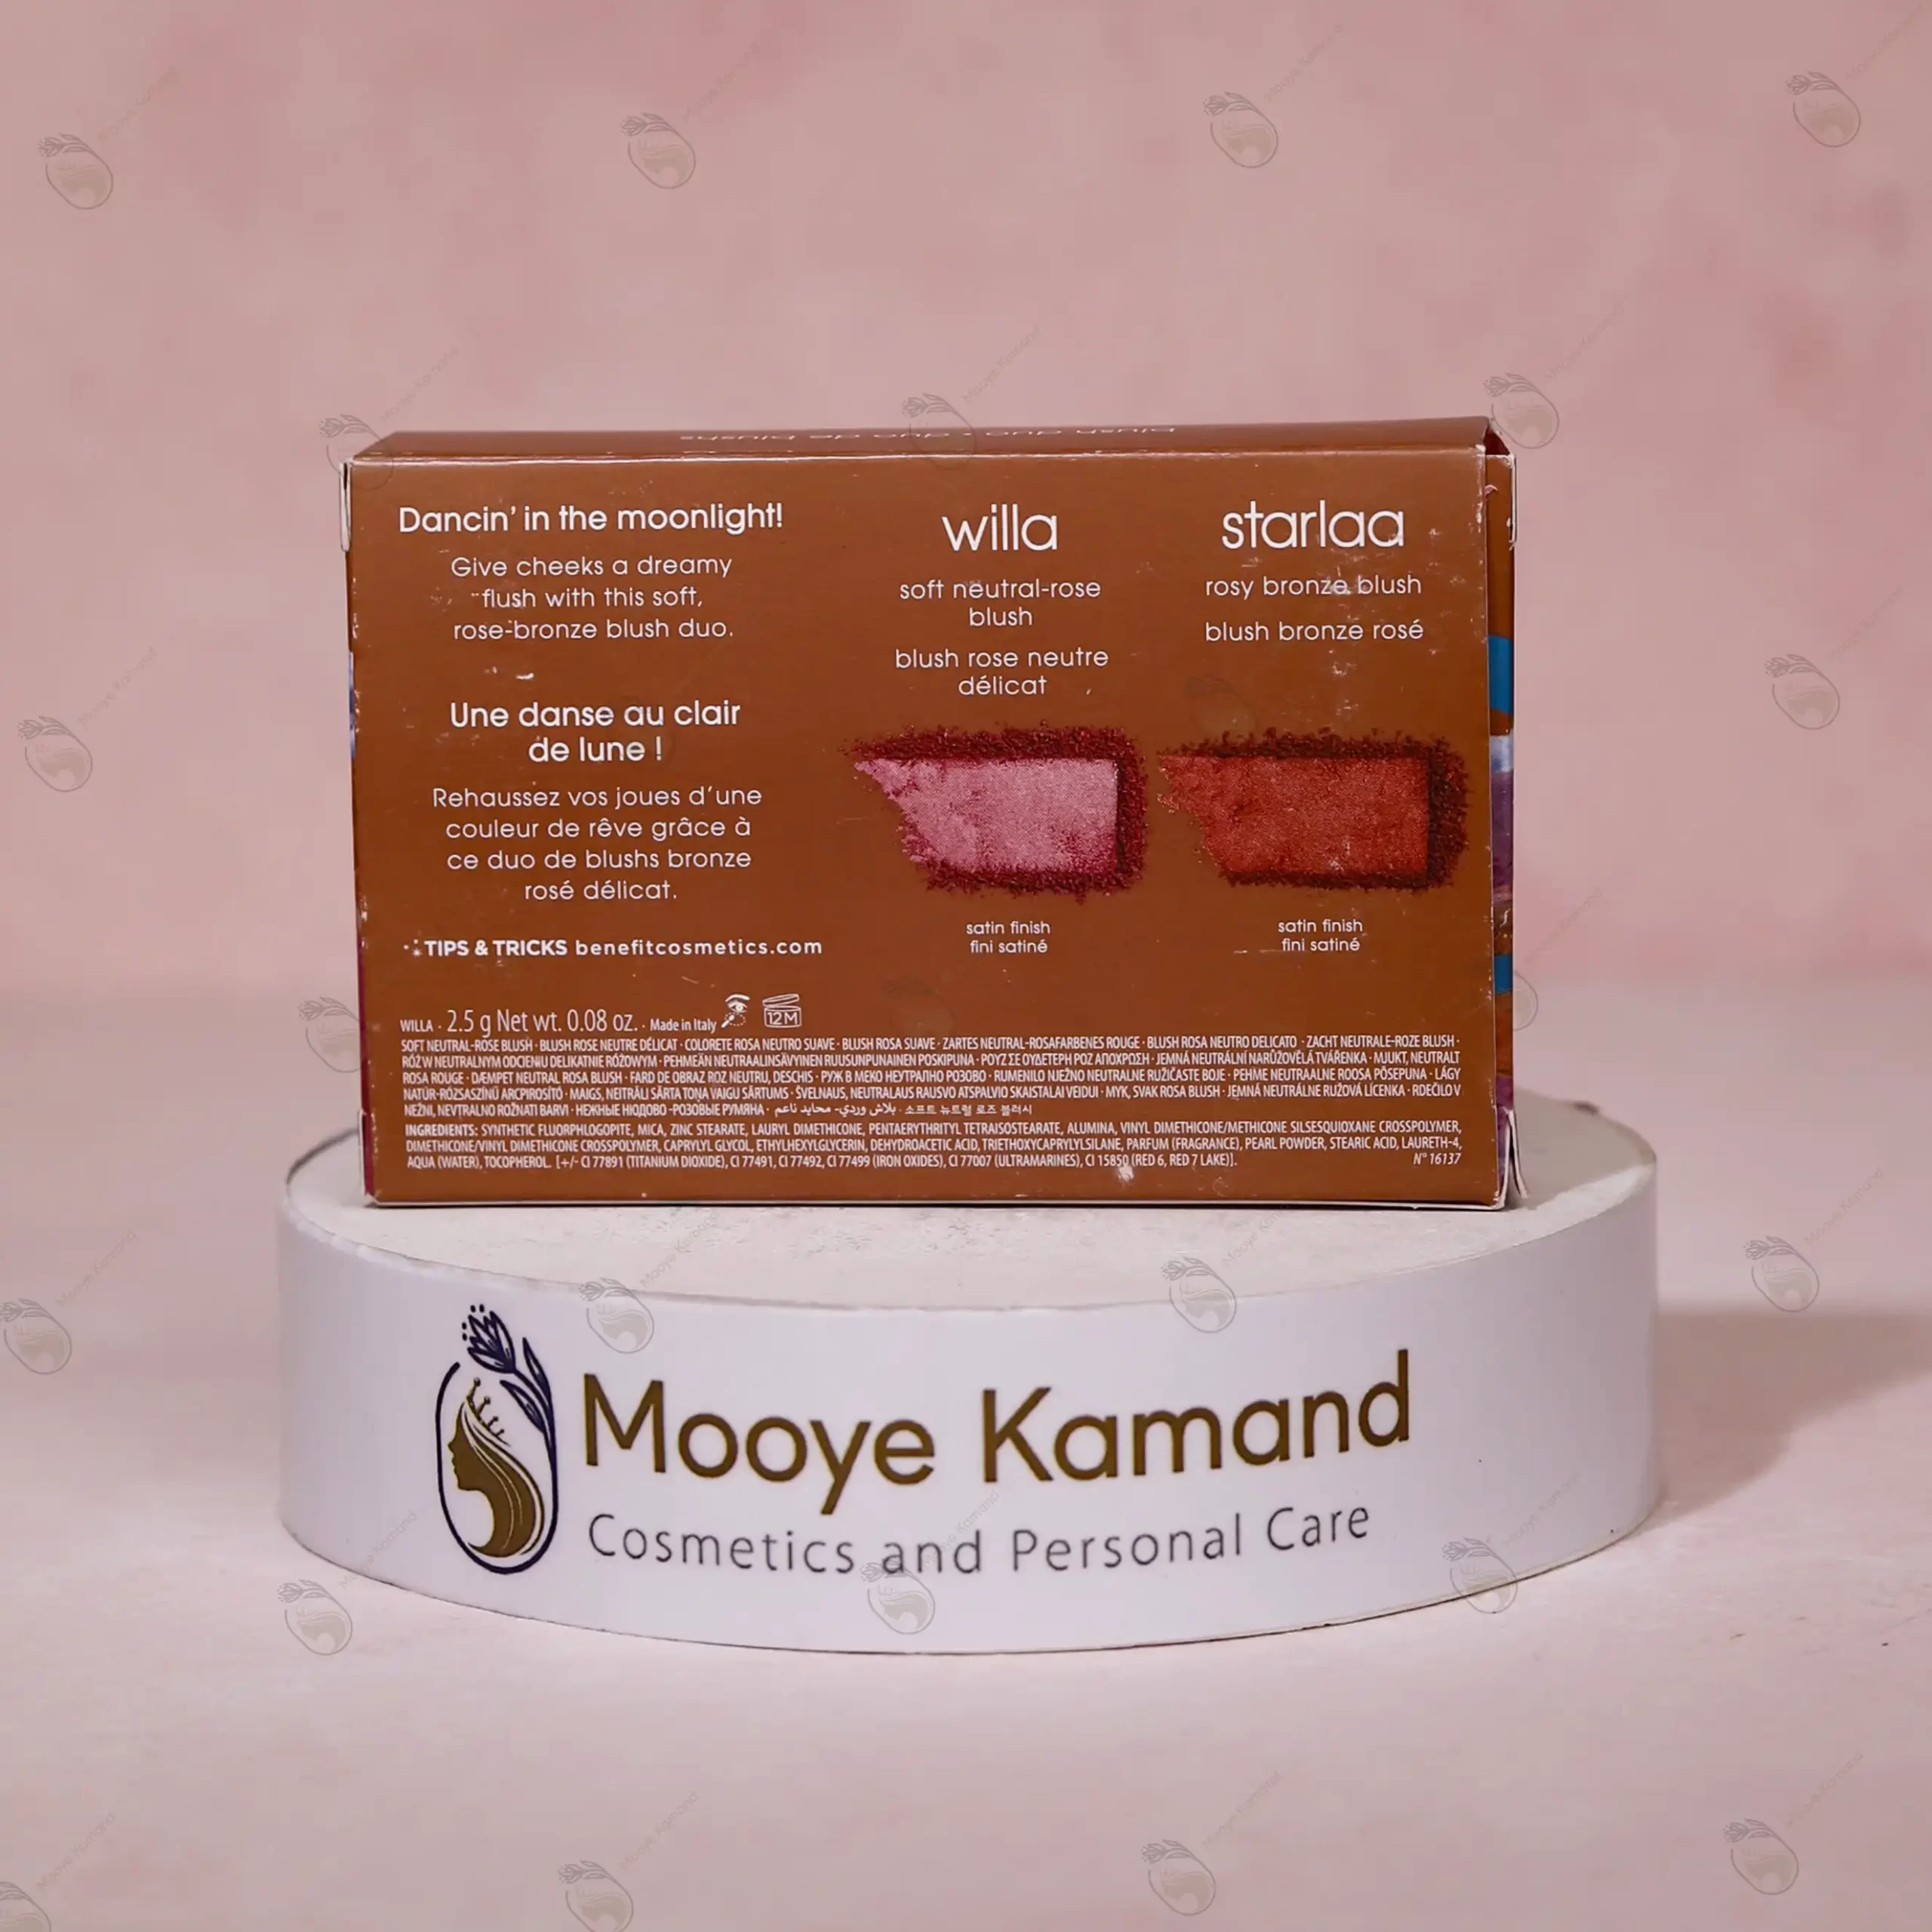 Dancin' in the moonlight!
Give cheeks a dreamy
flush with this soft,
rose-bronze blush duo.
Une danse au clair
de lune !
Rehaussez vos joues d'une
couleur de rêve grâce à
ce duo de blushs bronze
rosé délicat.
TIPS & TRICKS benefitcosmetics.com
willa
soft neutral-rose
blush
blush rose neutre
délicat
satin finish
fini satiné
starlaa
rosy bronze blush
blush bronze rosé
satin finish
fini satiné
WILLA · 2.5 g Net wt. 0.08 oz. · Made in Italy 12M
SOFT NEUTRAL-ROSE BLUSH · BLUSH ROSE NEUTRE DÉLICAT · COLORETE ROSA NEUTRO SUAVE · BLUSH ROSA SUAVE · ZARTES NEUTRAL-ROSAFARBENES ROUGE · BLUSH ROSA NEUTRO DELICATO · ZACHT NEUTRALE-ROZE BLUSH ·
RÓŻ W NEUTRALNYM ODCIENIU DELIKATNIE RÓŻOWYM · PEHMEÄN NEUTRAALINSÄVYINEN RUUSUNPUNAINEN POSKIPUNA · ΡΟΥΖ ΣΕ ΟΥΔΕΤΕΡΗ ΡΟΖ ΑΠΟΧΡΩΣΗ · JEMNÁ NEUTRÁLNÍ NARŮŽOVĚLÁ TVÁŘENKA · MJUKT, NEUTRALT
ROSA ROUGE · DÆMPET NEUTRAL ROSA BLUSH · FARD DE OBRAZ ROZ NEUTRU, DESCHIS · РУЖ В МЕКО НЕУТРАЛНО РОЗОВО · RUMENILO NJEŽNO NEUTRALNE RUŽIČASTE BOJE · PEHME NEUTRAALNE ROOSA PÕSEPUNA · LÁGY
NATÚR-RÓZSASZÍNŰ ARCPIROSÍTÓ · MAIGS, NEITRĀLI SĀRTA TOŅA VAIGU SĀRTUMS · ŠVELNAUS, NEUTRALAUS RAUSVO ATSPALVIO SKAISTALAI VEIDUI · MYK, SVAK ROSA BLUSH · JEMNÁ NEUTRÁLNE RUŽOVÁ LÍCENKA · RDEČILO V
NEŽNI, NEVTRALNO ROŽNATI BARVI · НЕЖНЫЕ НЮДОВО-РОЗОВЫЕ РУМЯНА · بلاش وردي- محايد ناعم · 소프트 뉴트럴 로즈 블러시
INGREDIENTS: SYNTHETIC FLUORPHLOGOPITE, MICA, ZINC STEARATE, LAURYL DIMETHICONE, PENTAERYTHRITYL TETRAISOSTEARATE, ALUMINA, VINYL DIMETHICONE/METHICONE SILSESQUIOXANE CROSSPOLYMER,
DIMETHICONE/VINYL DIMETHICONE CROSSPOLYMER, CAPRYLYL GLYCOL, ETHYLHEXYLGLYCERIN, DEHYDROACETIC ACID, TRIETHOXYCAPRYLYLSILANE, PARFUM (FRAGRANCE), PEARL POWDER, STEARIC ACID, LAURETH-4,
AQUA (WATER), TOCOPHEROL. [+/- CI 77891 (TITANIUM DIOXIDE), CI 77491, CI 77492, CI 77499 (IRON OXIDES), CI 77007 (ULTRAMARINES), CI 15850 (RED 6, RED 7 LAKE)].
N° 16137
Mooye Kamand
Cosmetics and Personal Care